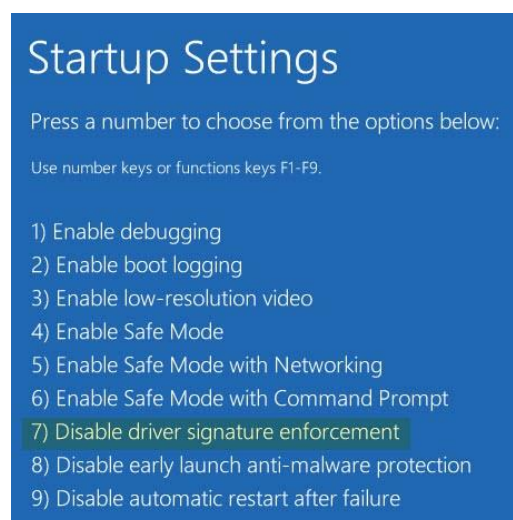 Startup Settings
Press a number to choose from the options below:
Use number keys or functions keys F1-F9.
1) Enable debugging
2) Enable boot logging
3) Enable low-resolution video
4) Enable Safe Mode
5) Enable Safe Mode with Networking
6) Enable Safe Mode with Command Prompt
7) Disable driver signature enforcement
8) Disable early launch anti-malware protection
9) Disable automatic restart after failure